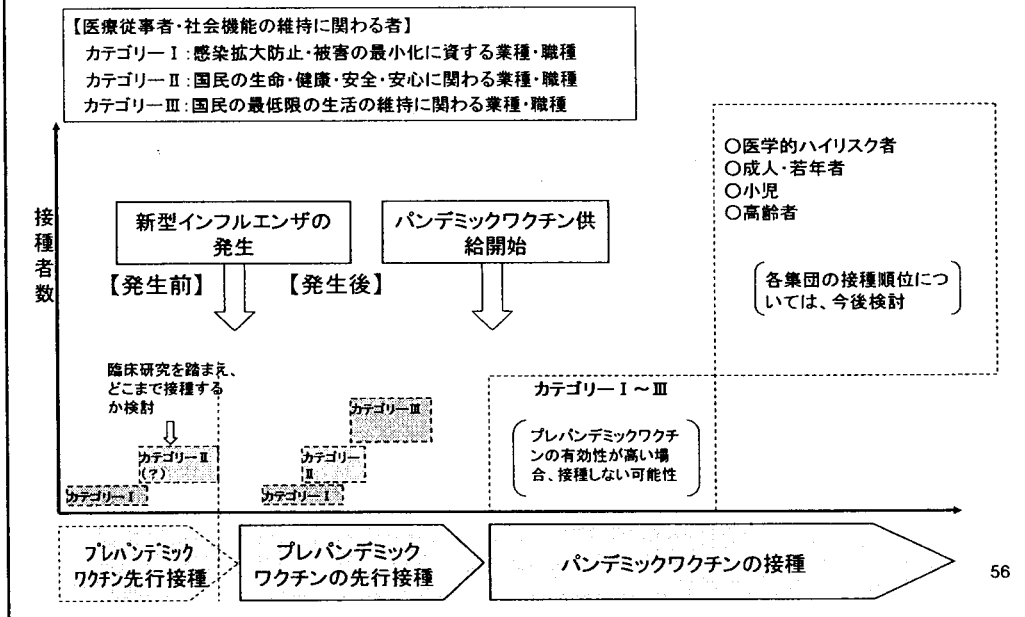 【医療従事者・社会機能の維持に関わる者】
カテゴリーⅠ:感染拡大防止・被害の最小化に資する業種・職種
カテゴリーⅡ:国民の生命・健康・安全・安心に関わる業種・職種
カテゴリーⅢ:国民の最低限の生活の維持に関わる業種・職種
接種者数
新型インフルエンザの
発生
パンデミックワクチン供
給開始
【発生前】
【発生後】
○医学的ハイリスク者
○成人・若年者
○小児
○高齢者
各集団の接種順位につ
いては、今後検討
臨床研究を踏まえ、
どこまで接種する
か検討
カテゴリーⅡ
(?)
カテゴリーⅠ
カテゴリーⅢ
カテゴリー
Ⅱ
カテゴリーⅠ
カテゴリーⅠ~Ⅲ
プレパンデミックワクチ
ンの有効性が高い場
合、接種しない可能性
プレパンデミック
ワクチン先行接種
プレパンデミック
ワクチンの先行接種
パンデミックワクチンの接種
56